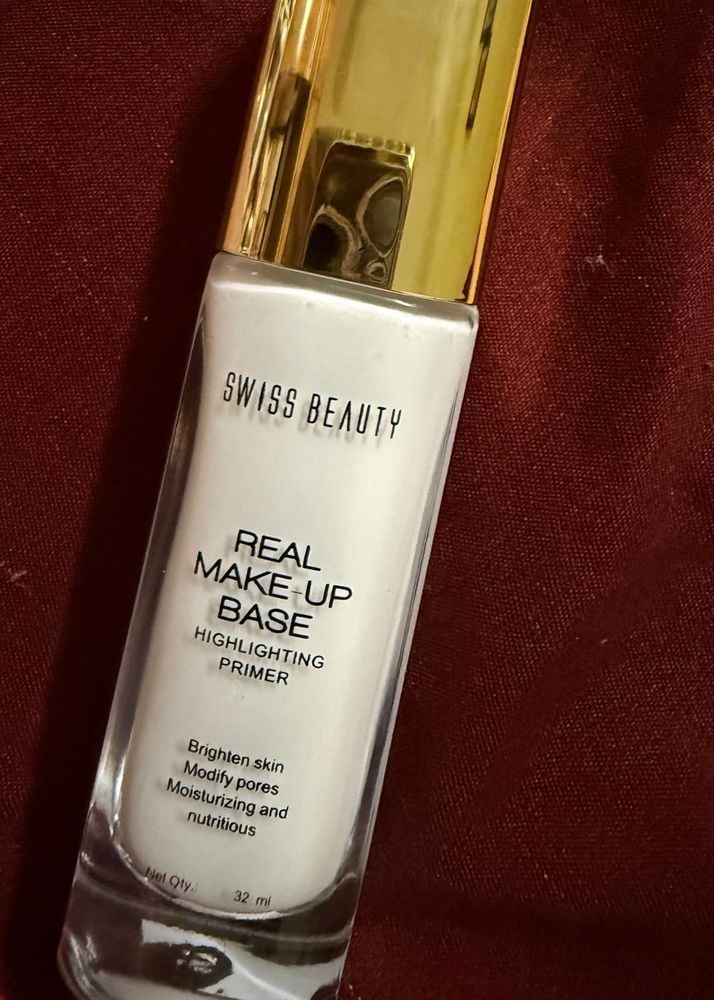 SWISS BEAUTY
REAL
MAKE-UP
BASE
HIGHLIGHTING
PRIMER
Brighten skin
Modify pores
Moisturizing and
nutritious
Net Qty.: 32 ml